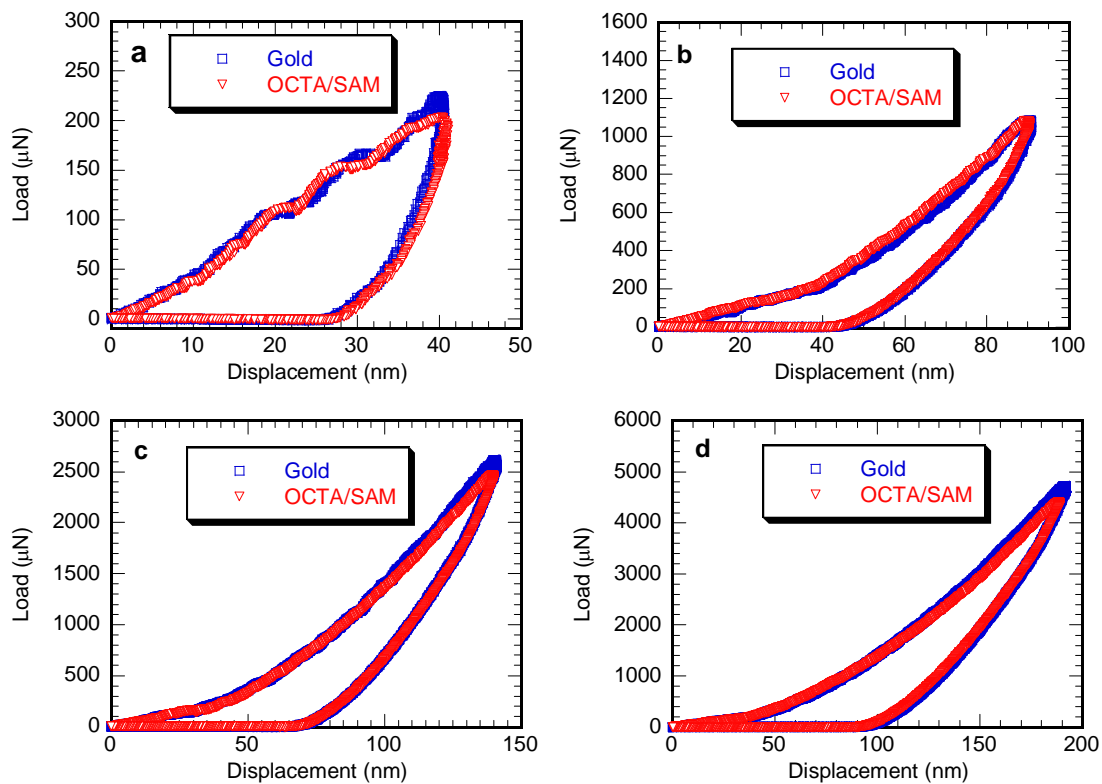 a
Gold
OCTA/SAM
300
250
200
150
100
50
0
Load (µN)
0 10 20 30 40 50
Displacement (nm)
b
Gold
OCTA/SAM
1600
1400
1200
1000
800
600
400
200
0
Load (µN)
0 20 40 60 80 100
Displacement (nm)
c
Gold
OCTA/SAM
3000
2500
2000
1500
1000
500
0
Load (µN)
0 50 100 150
Displacement (nm)
d
Gold
OCTA/SAM
6000
5000
4000
3000
2000
1000
0
Load (µN)
0 50 100 150 200
Displacement (nm)